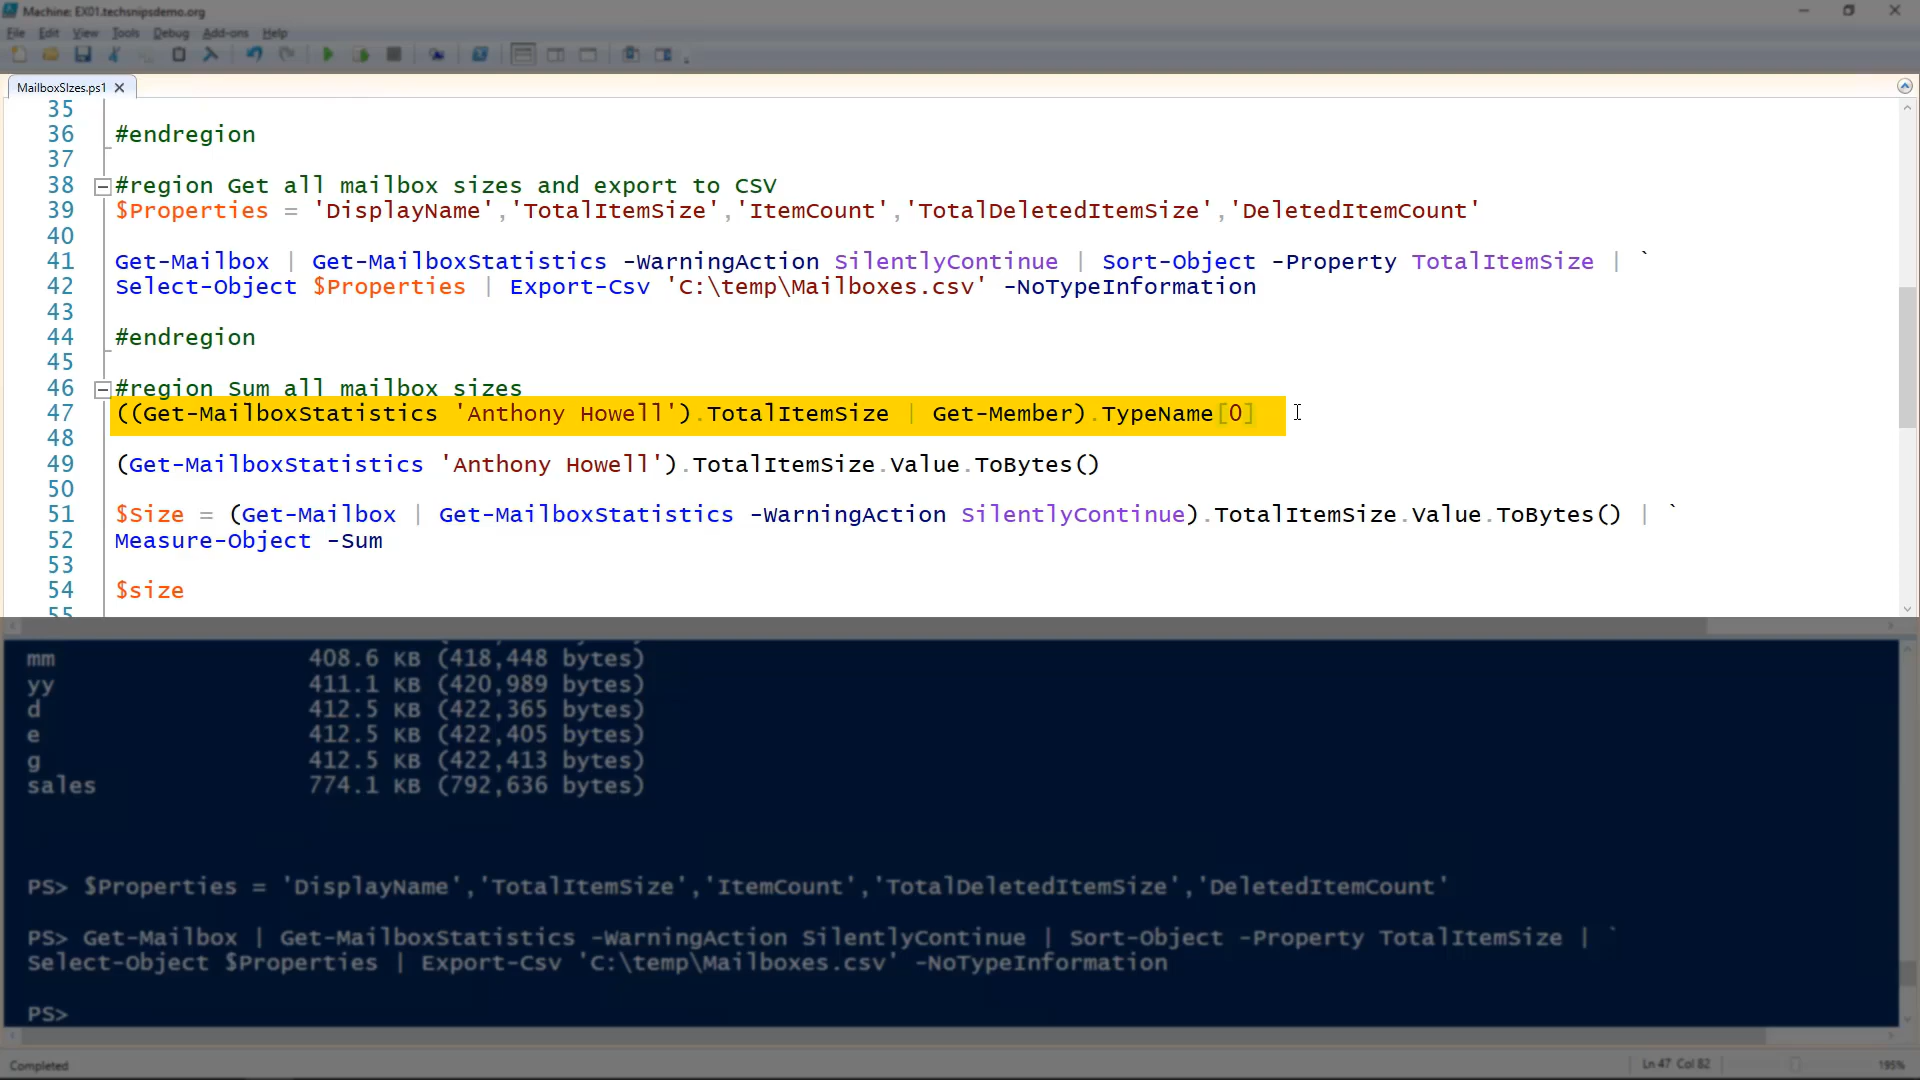 Machine: EX01.techsnipsdemo.org
File Edit View Tools Debug Add-ons Help
MailboxSIzes.ps1
35
36 #endregion
37
38 #region Get all mailbox sizes and export to CSV
39 $Properties = 'DisplayName','TotalItemSize','ItemCount','TotalDeletedItemSize','DeletedItemCount'
40
41 Get-Mailbox | Get-MailboxStatistics -WarningAction SilentlyContinue | Sort-Object -Property TotalItemSize | `
42 Select-Object $Properties | Export-Csv 'C:\temp\Mailboxes.csv' -NoTypeInformation
43
44 #endregion
45
46 #region Sum all mailbox sizes
47 ((Get-MailboxStatistics 'Anthony Howell').TotalItemSize | Get-Member).TypeName[0]
48
49 (Get-MailboxStatistics 'Anthony Howell').TotalItemSize.Value.ToBytes()
50
51 $Size = (Get-Mailbox | Get-MailboxStatistics -WarningAction SilentlyContinue).TotalItemSize.Value.ToBytes() | `
52 Measure-Object -Sum
53
54 $size
55
mm 408.6 KB (418,448 bytes)
yy 411.1 KB (420,989 bytes)
d 412.5 KB (422,365 bytes)
e 412.5 KB (422,405 bytes)
g 412.5 KB (422,413 bytes)
sales 774.1 KB (792,636 bytes)
PS> $Properties = 'DisplayName','TotalItemSize','ItemCount','TotalDeletedItemSize','DeletedItemCount'
PS> Get-Mailbox | Get-MailboxStatistics -WarningAction SilentlyContinue | Sort-Object -Property TotalItemSize | `
Select-Object $Properties | Export-Csv 'C:\temp\Mailboxes.csv' -NoTypeInformation
PS>
Completed Ln 47 Col 82 195%